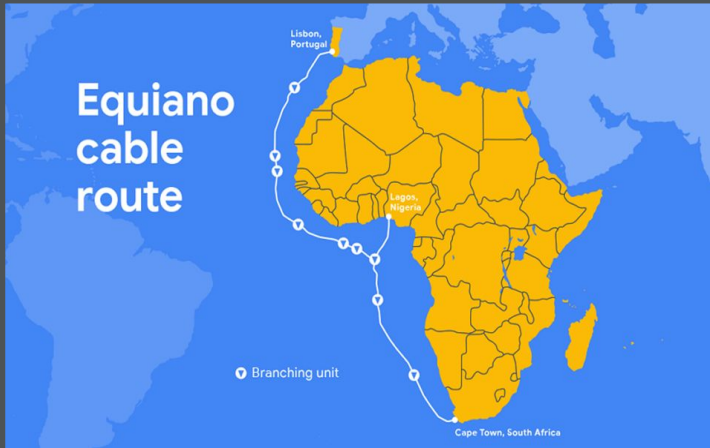 Lisbon,
Portugal
Equiano
cable
route
Lagos,
Nigeria
Branching unit
Cape Town, South Africa